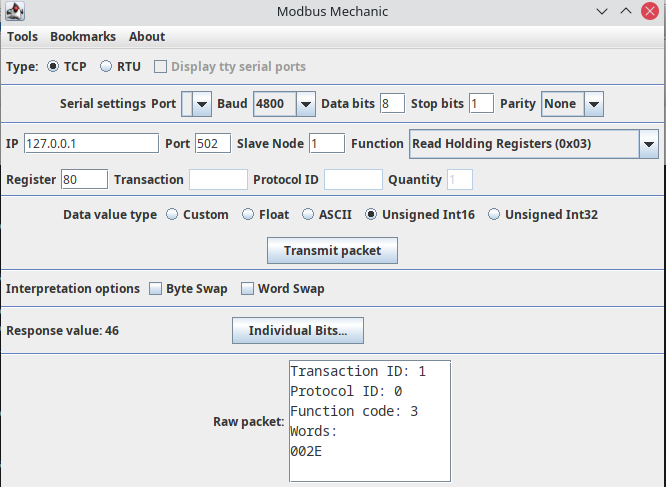 Modbus Mechanic
Tools Bookmarks About
Type: TCP RTU Display tty serial ports
Serial settings Port Baud 4800 Data bits 8 Stop bits 1 Parity None
IP 127.0.0.1 Port 502 Slave Node 1 Function Read Holding Registers (0x03)
Register 80 Transaction Protocol ID Quantity 1
Data value type Custom Float ASCII Unsigned Int16 Unsigned Int32
Transmit packet
Interpretation options Byte Swap Word Swap
Response value: 46 Individual Bits...
Transaction ID: 1
Protocol ID: 0
Function code: 3
Raw packet:
Words:
002E